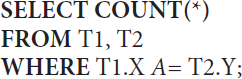 SELECT COUNT(*)
FROM T1, T2
WHERE T1.X A= T2.Y;